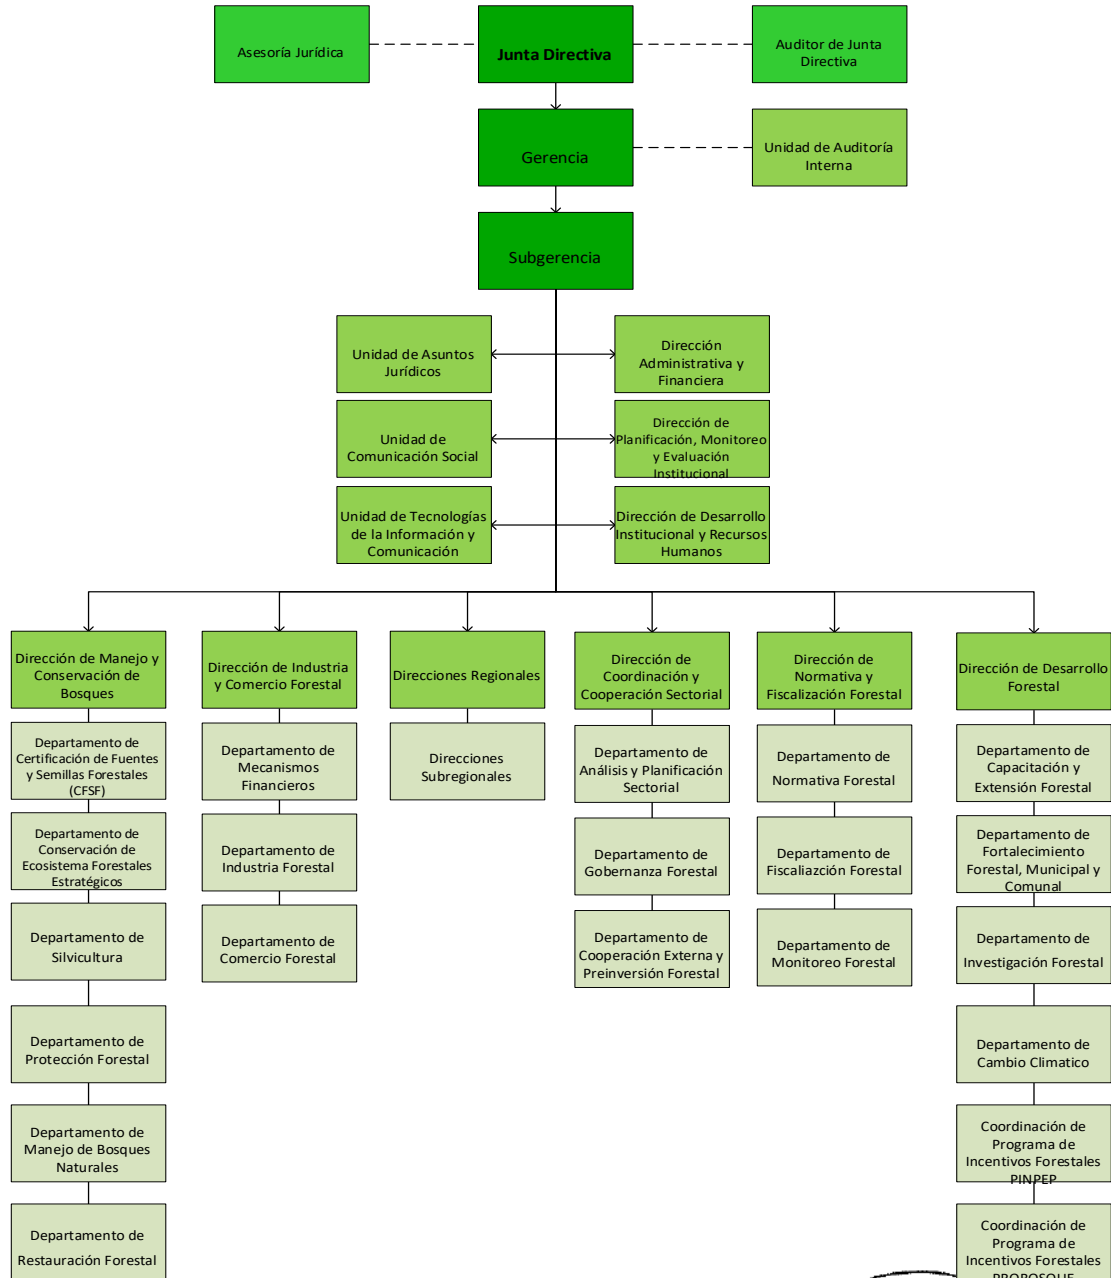 Asesoría Jurídica
Junta Directiva
Auditor de Junta
Directiva
Gerencia
Unidad de Auditoría
Interna
Subgerencia
Unidad de Asuntos
Jurídicos
Dirección
Administrativa y
Financiera
Unidad de
Comunicación Social
Dirección de
Planificación, Monitoreo
y Evaluación
Institucional
Unidad de Tecnologías
de la Información y
Comunicación
Dirección de Desarrollo
Institucional y Recursos
Humanos
Dirección de Manejo y
Conservación de
Bosques
Dirección de Industria
y Comercio Forestal
Direcciones Regionales
Dirección de
Coordinación y
Cooperación Sectorial
Dirección de
Normativa y
Fiscalización Forestal
Dirección de Desarrollo
Forestal
Departamento de
Certificación de Fuentes
y Semillas Forestales
(CFSF)
Departamento de
Mecanismos
Financieros
Direcciones
Subregionales
Departamento de
Análisis y Planificación
Sectorial
Departamento de
Normativa Forestal
Departamento de
Capacitación y
Extensión Forestal
Departamento de
Conservación de
Ecosistema Forestales
Estratégicos
Departamento de
Industria Forestal
Departamento de
Gobernanza Forestal
Departamento de
Fiscaliazción Forestal
Departamento de
Fortalecimiento
Forestal, Municipal y
Comunal
Departamento de
Silvicultura
Departamento de
Comercio Forestal
Departamento de
Cooperación Externa y
Preinversión Forestal
Departamento de
Monitoreo Forestal
Departamento de
Investigación Forestal
Departamento de
Protección Forestal
Departamento de
Cambio Climatico
Departamento de
Manejo de Bosques
Naturales
Coordinación de
Programa de
Incentivos Forestales
PINPEP
Departamento de
Restauración Forestal
Coordinación de
Programa de
Incentivos Forestales